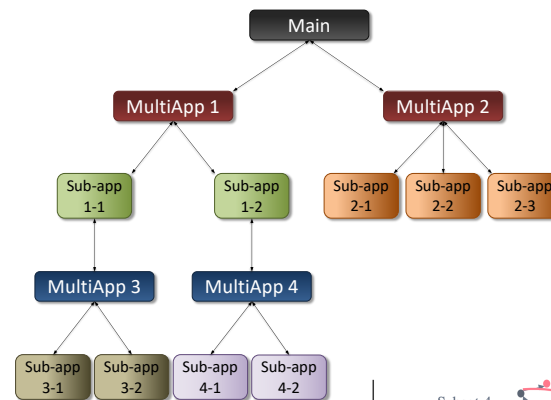 Main
MultiApp 1
MultiApp 2
Sub-app
1-1
Sub-app
1-2
Sub-app
2-1
Sub-app
2-2
Sub-app
2-3
MultiApp 3
MultiApp 4
Sub-app
3-1
Sub-app
3-2
Sub-app
4-1
Sub-app
4-2